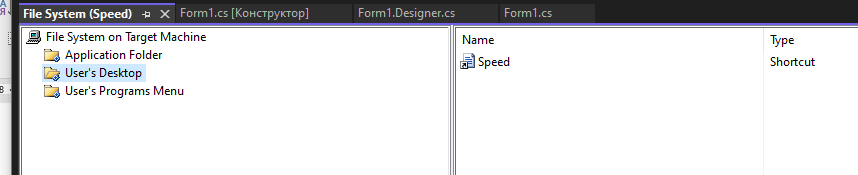 File System (Speed)
Form1.cs [Конструктор]
Form1.Designer.cs
Form1.cs
File System on Target Machine
Application Folder
User's Desktop
User's Programs Menu
Name
Type
Speed
Shortcut